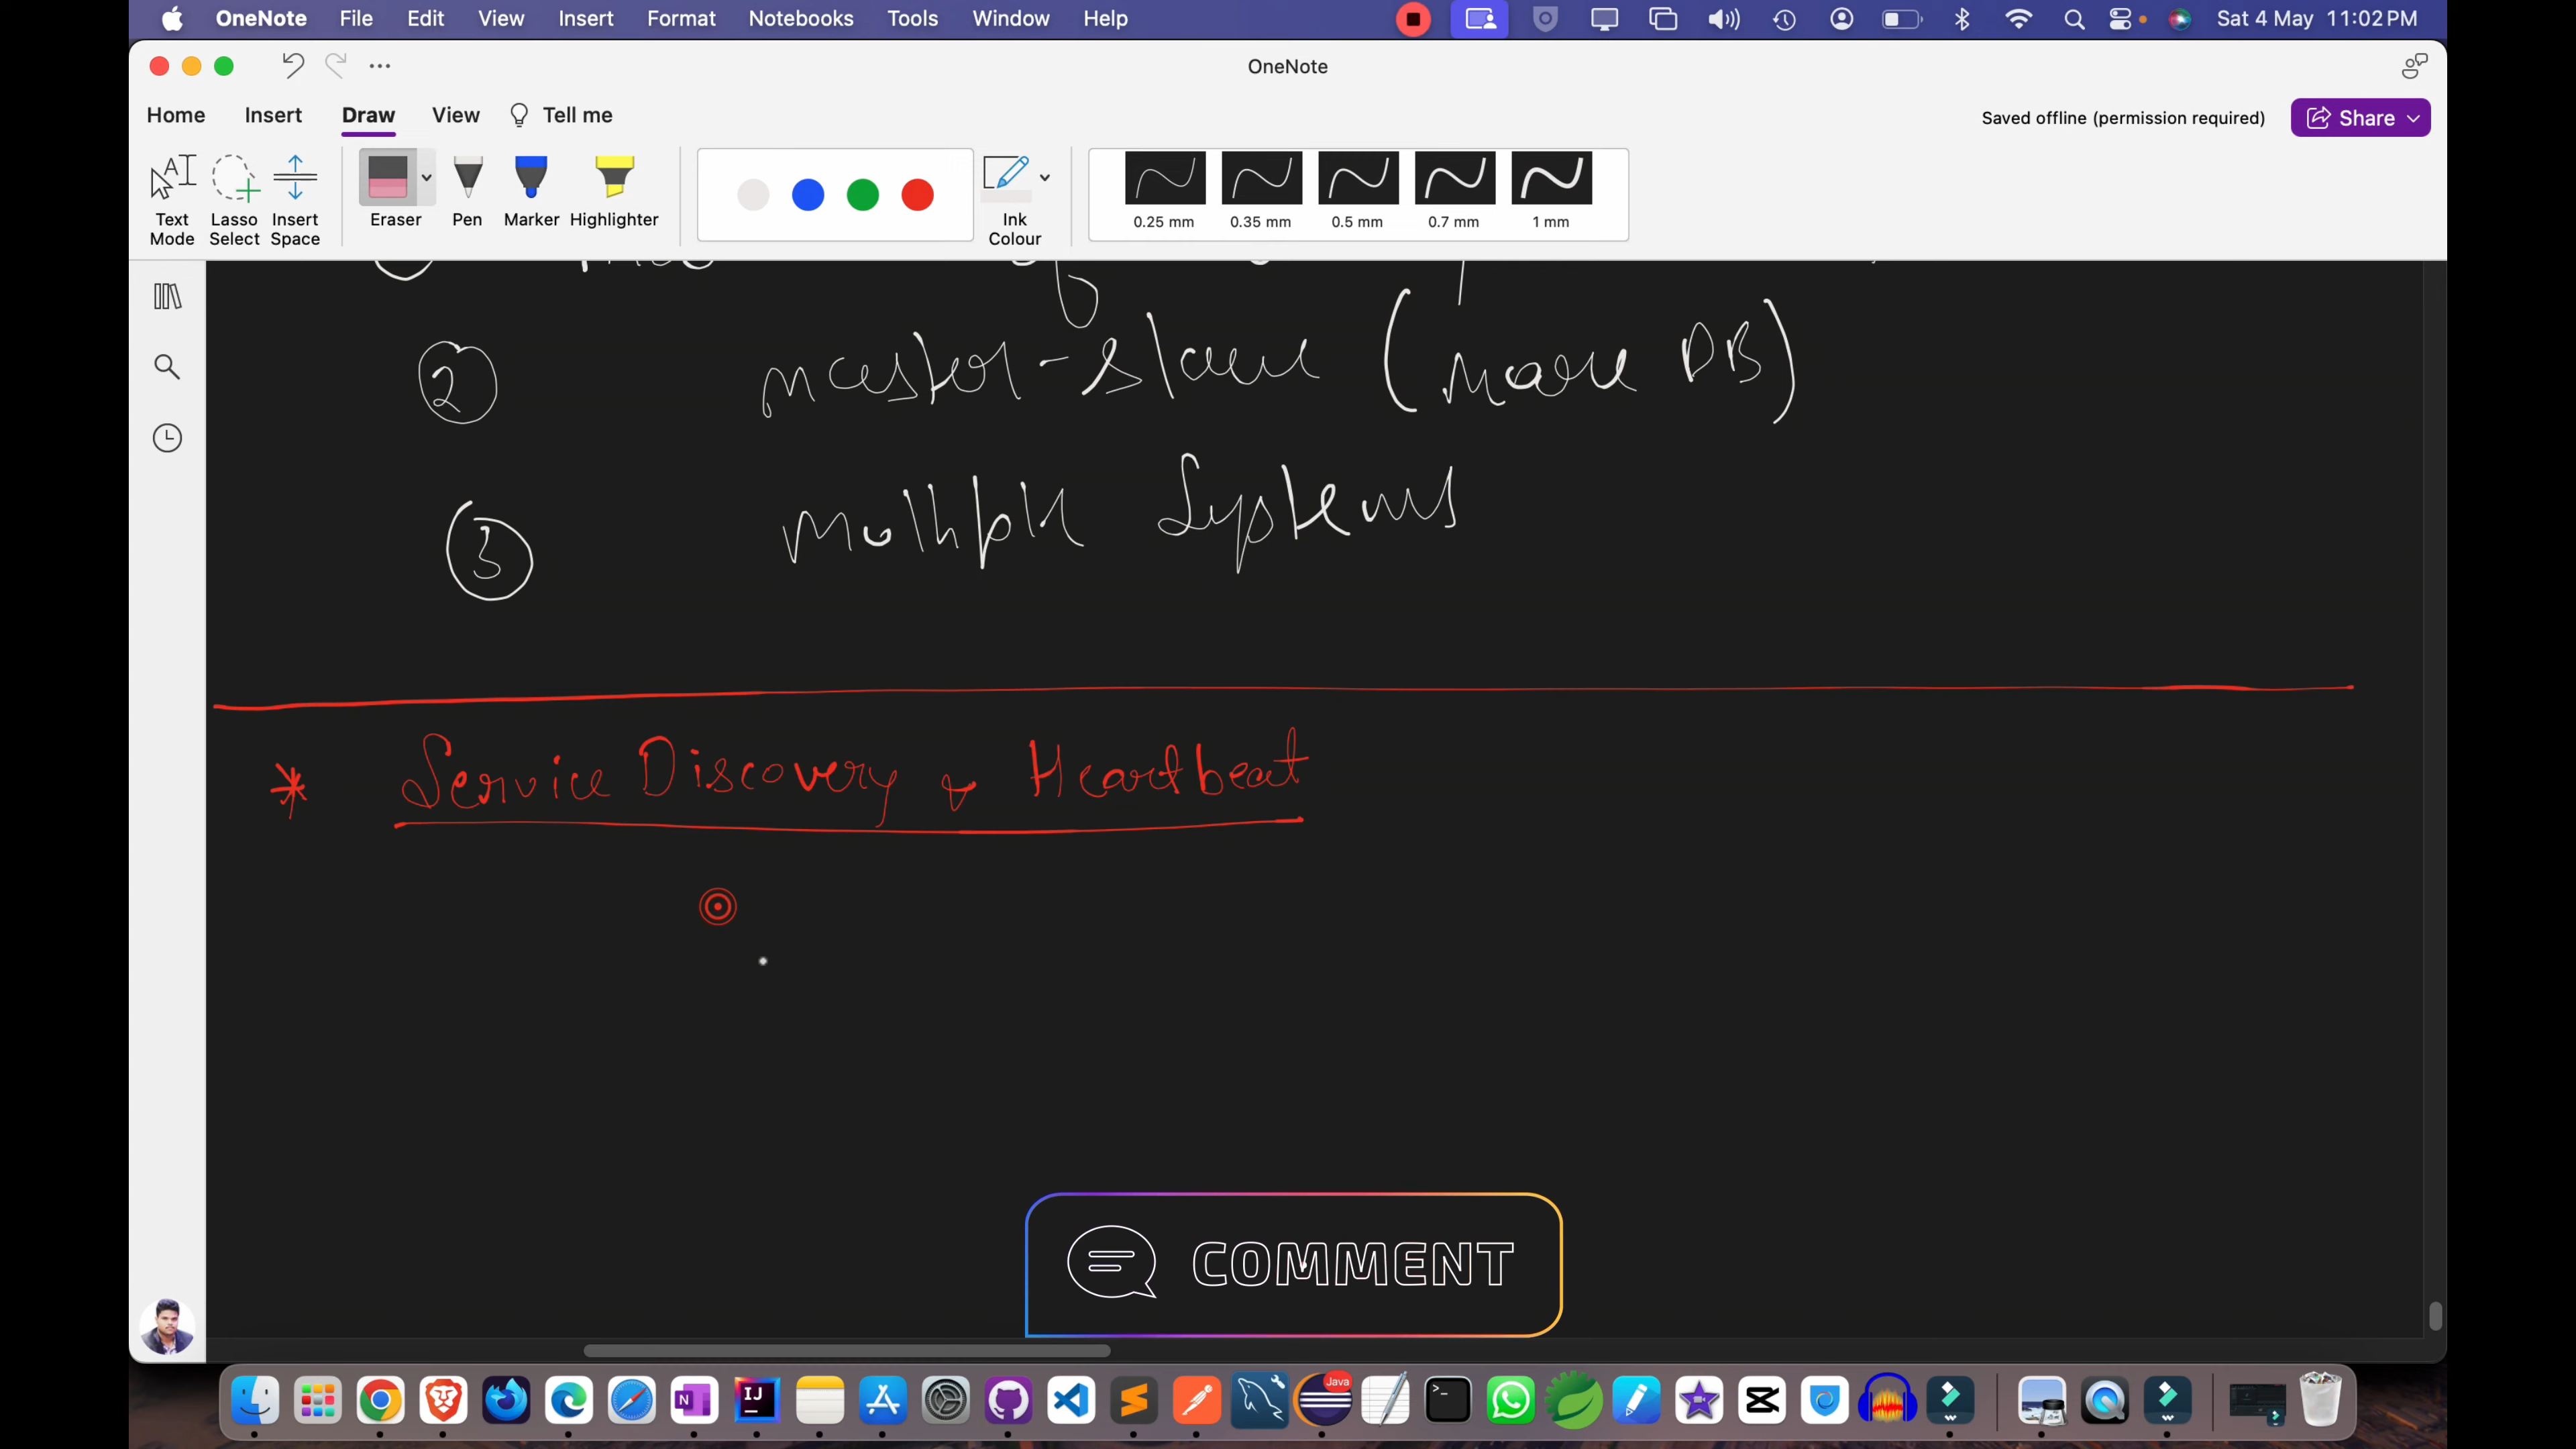 OneNote File Edit View Insert Format Notebooks Tools Window Help Sat 4 May 11:02 PM
OneNote
Home Insert Draw View Tell me Saved offline (permission required) Share
Text Mode Lasso Select Insert Space Eraser Pen Marker Highlighter Ink Colour 0.25 mm 0.35 mm 0.5 mm 0.7 mm 1 mm
2 master-slave (more DB)
3 Multiple Systems
* Service Discovery & Heartbeat
COMMENT
IJ
Java